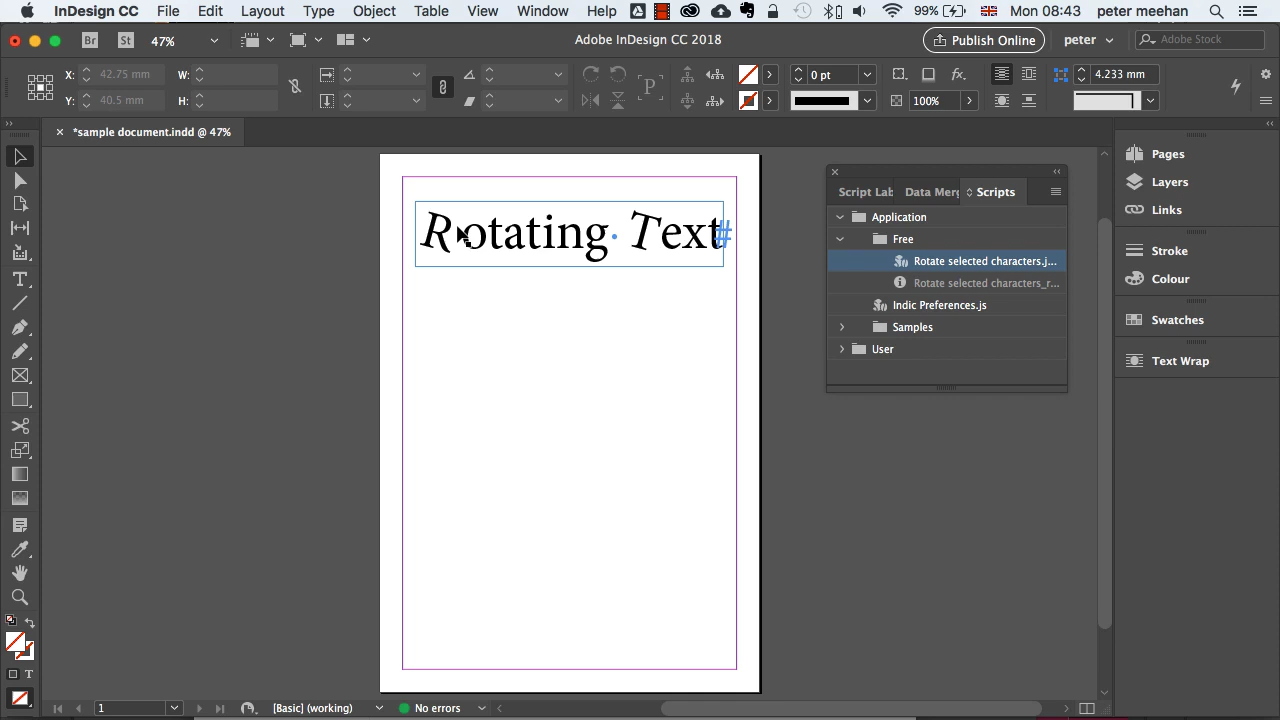 InDesign CC File Edit Layout Type Object Table View Window Help 99% Mon 08:43 peter meehan
Br St 47% Adobe InDesign CC 2018 Publish Online peter Adobe Stock
X: 42.75 mm W: 0 pt fx. 4.233 mm
Y: 40.5 mm H: 100%
P
*sample document.indd @ 47%
Rotating Text#
Script Lab Data Merg Scripts
Application
Free
Rotate selected characters.j...
Rotate selected characters_r...
Indic Preferences.js
Samples
User
Pages
Layers
Links
Stroke
Colour
Swatches
Text Wrap
T
T
1 [Basic] (working) No errors